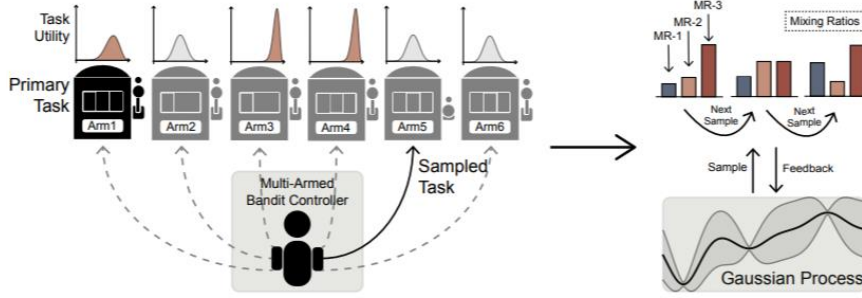 Task
Utility
Primary
Task
Arm1
Arm2
Arm3
Arm4
Arm5
Arm6
Multi-Armed
Bandit Controller
Sampled
Task
MR-1
MR-2
MR-3
Mixing Ratios
Next
Sample
Next
Sample
Sample
Feedback
Gaussian Process